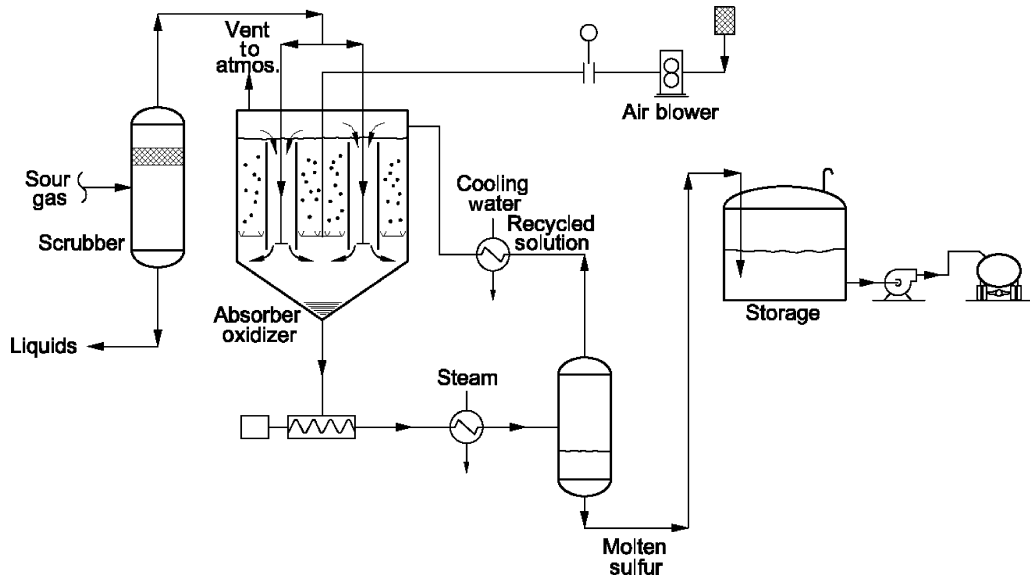 Vent
to
atmos.
Air blower
Sour
gas
Scrubber
Cooling
water
Recycled
solution
Absorber
oxidizer
Storage
Liquids
Steam
Molten
sulfur